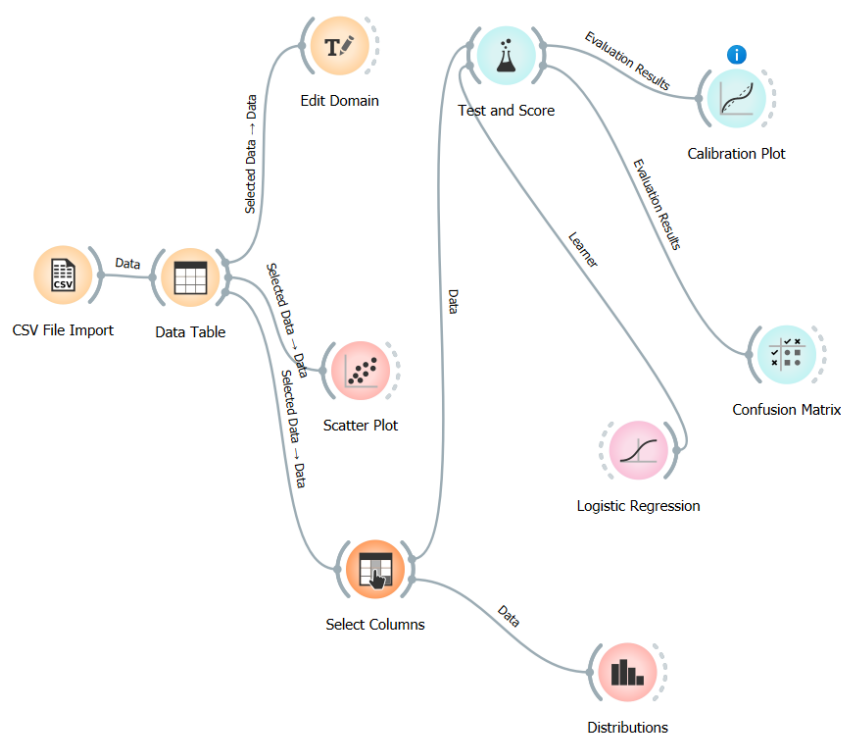 Edit Domain
Selected Data → Data
CSV
CSV File Import
Data
Data Table
Selected Data → Data
Scatter Plot
Selected Data → Data
Select Columns
Data
Test and Score
Evaluation Results
i
Calibration Plot
Evaluation Results
Confusion Matrix
Learner
Logistic Regression
Data
Distributions
T